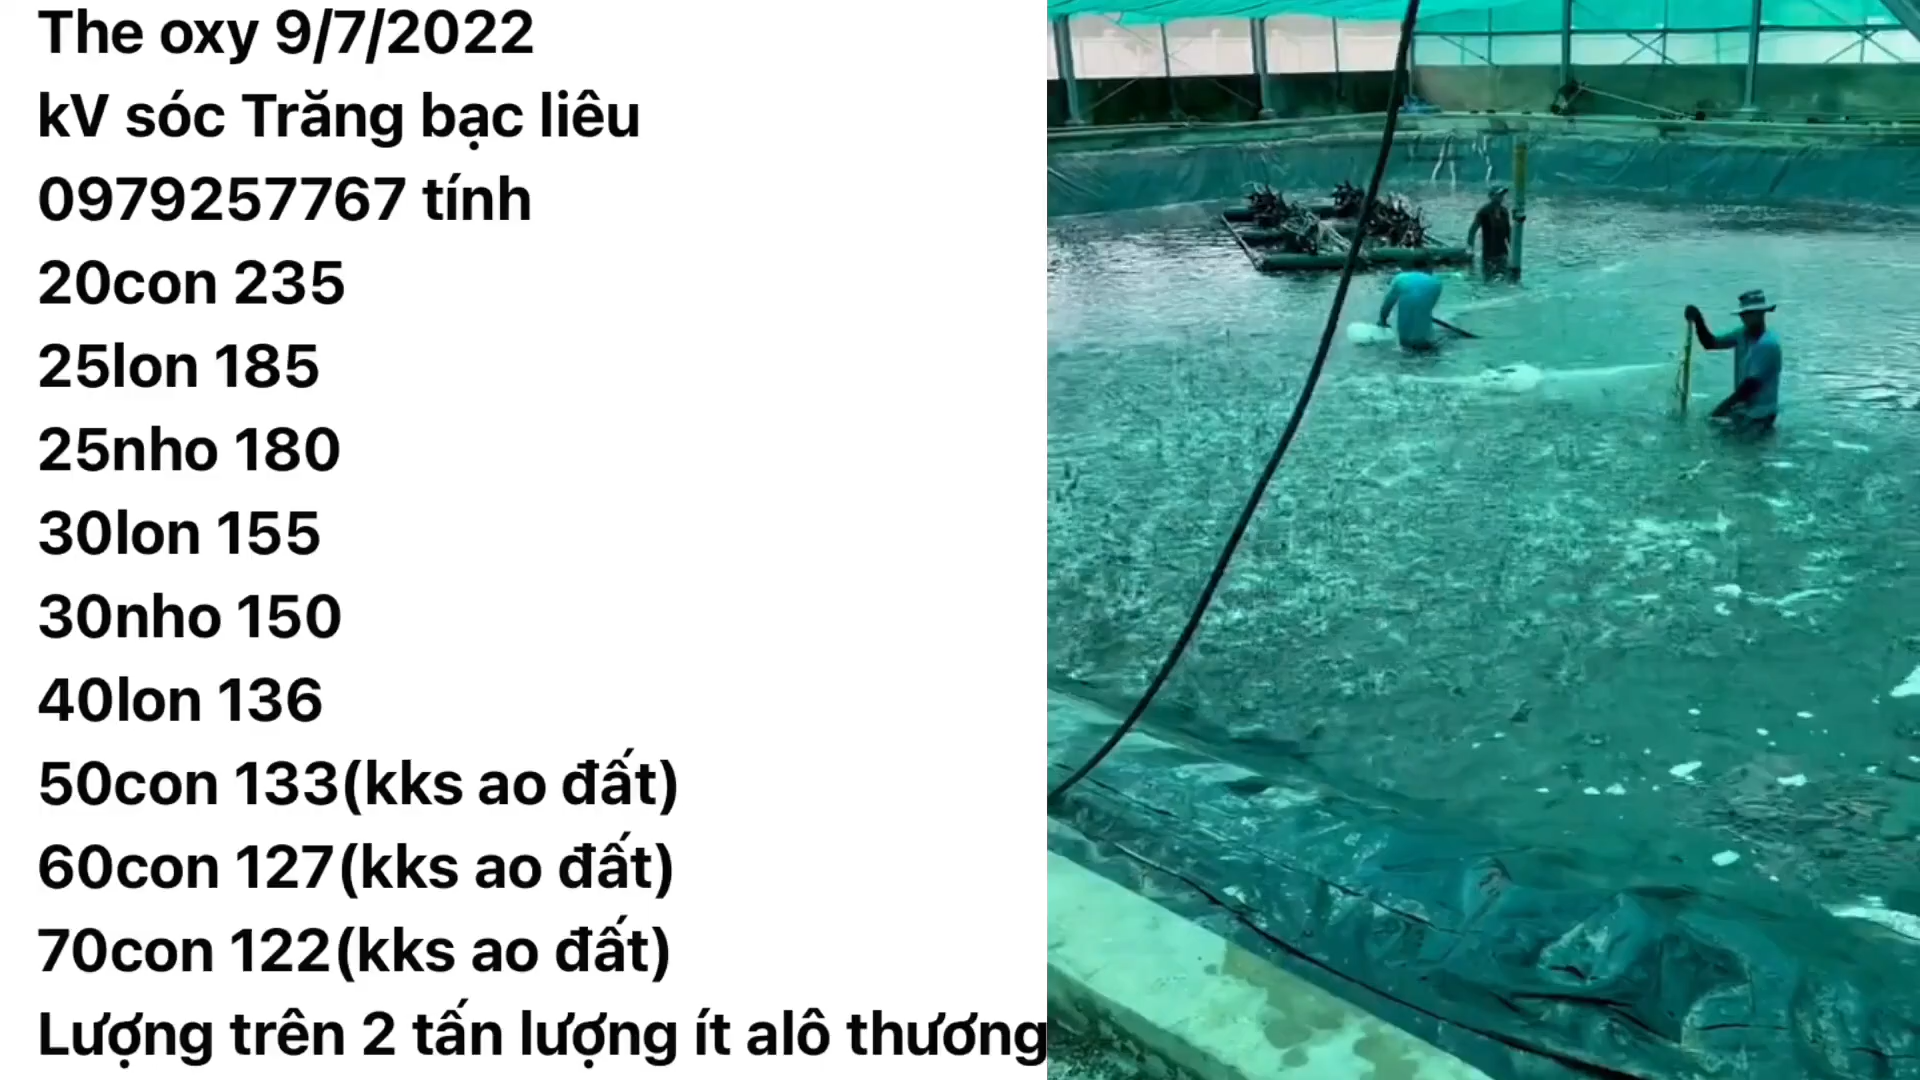 The oxy 9/7/2022
kV sóc Trăng bạc liêu
0979257767 tính
20con 235
25lon 185
25nho 180
30lon 155
30nho 150
40lon 136
50con 133(kks ao đất)
60con 127(kks ao đất)
70con 122(kks ao đất)
Lượng trên 2 tấn lượng ít alô thương